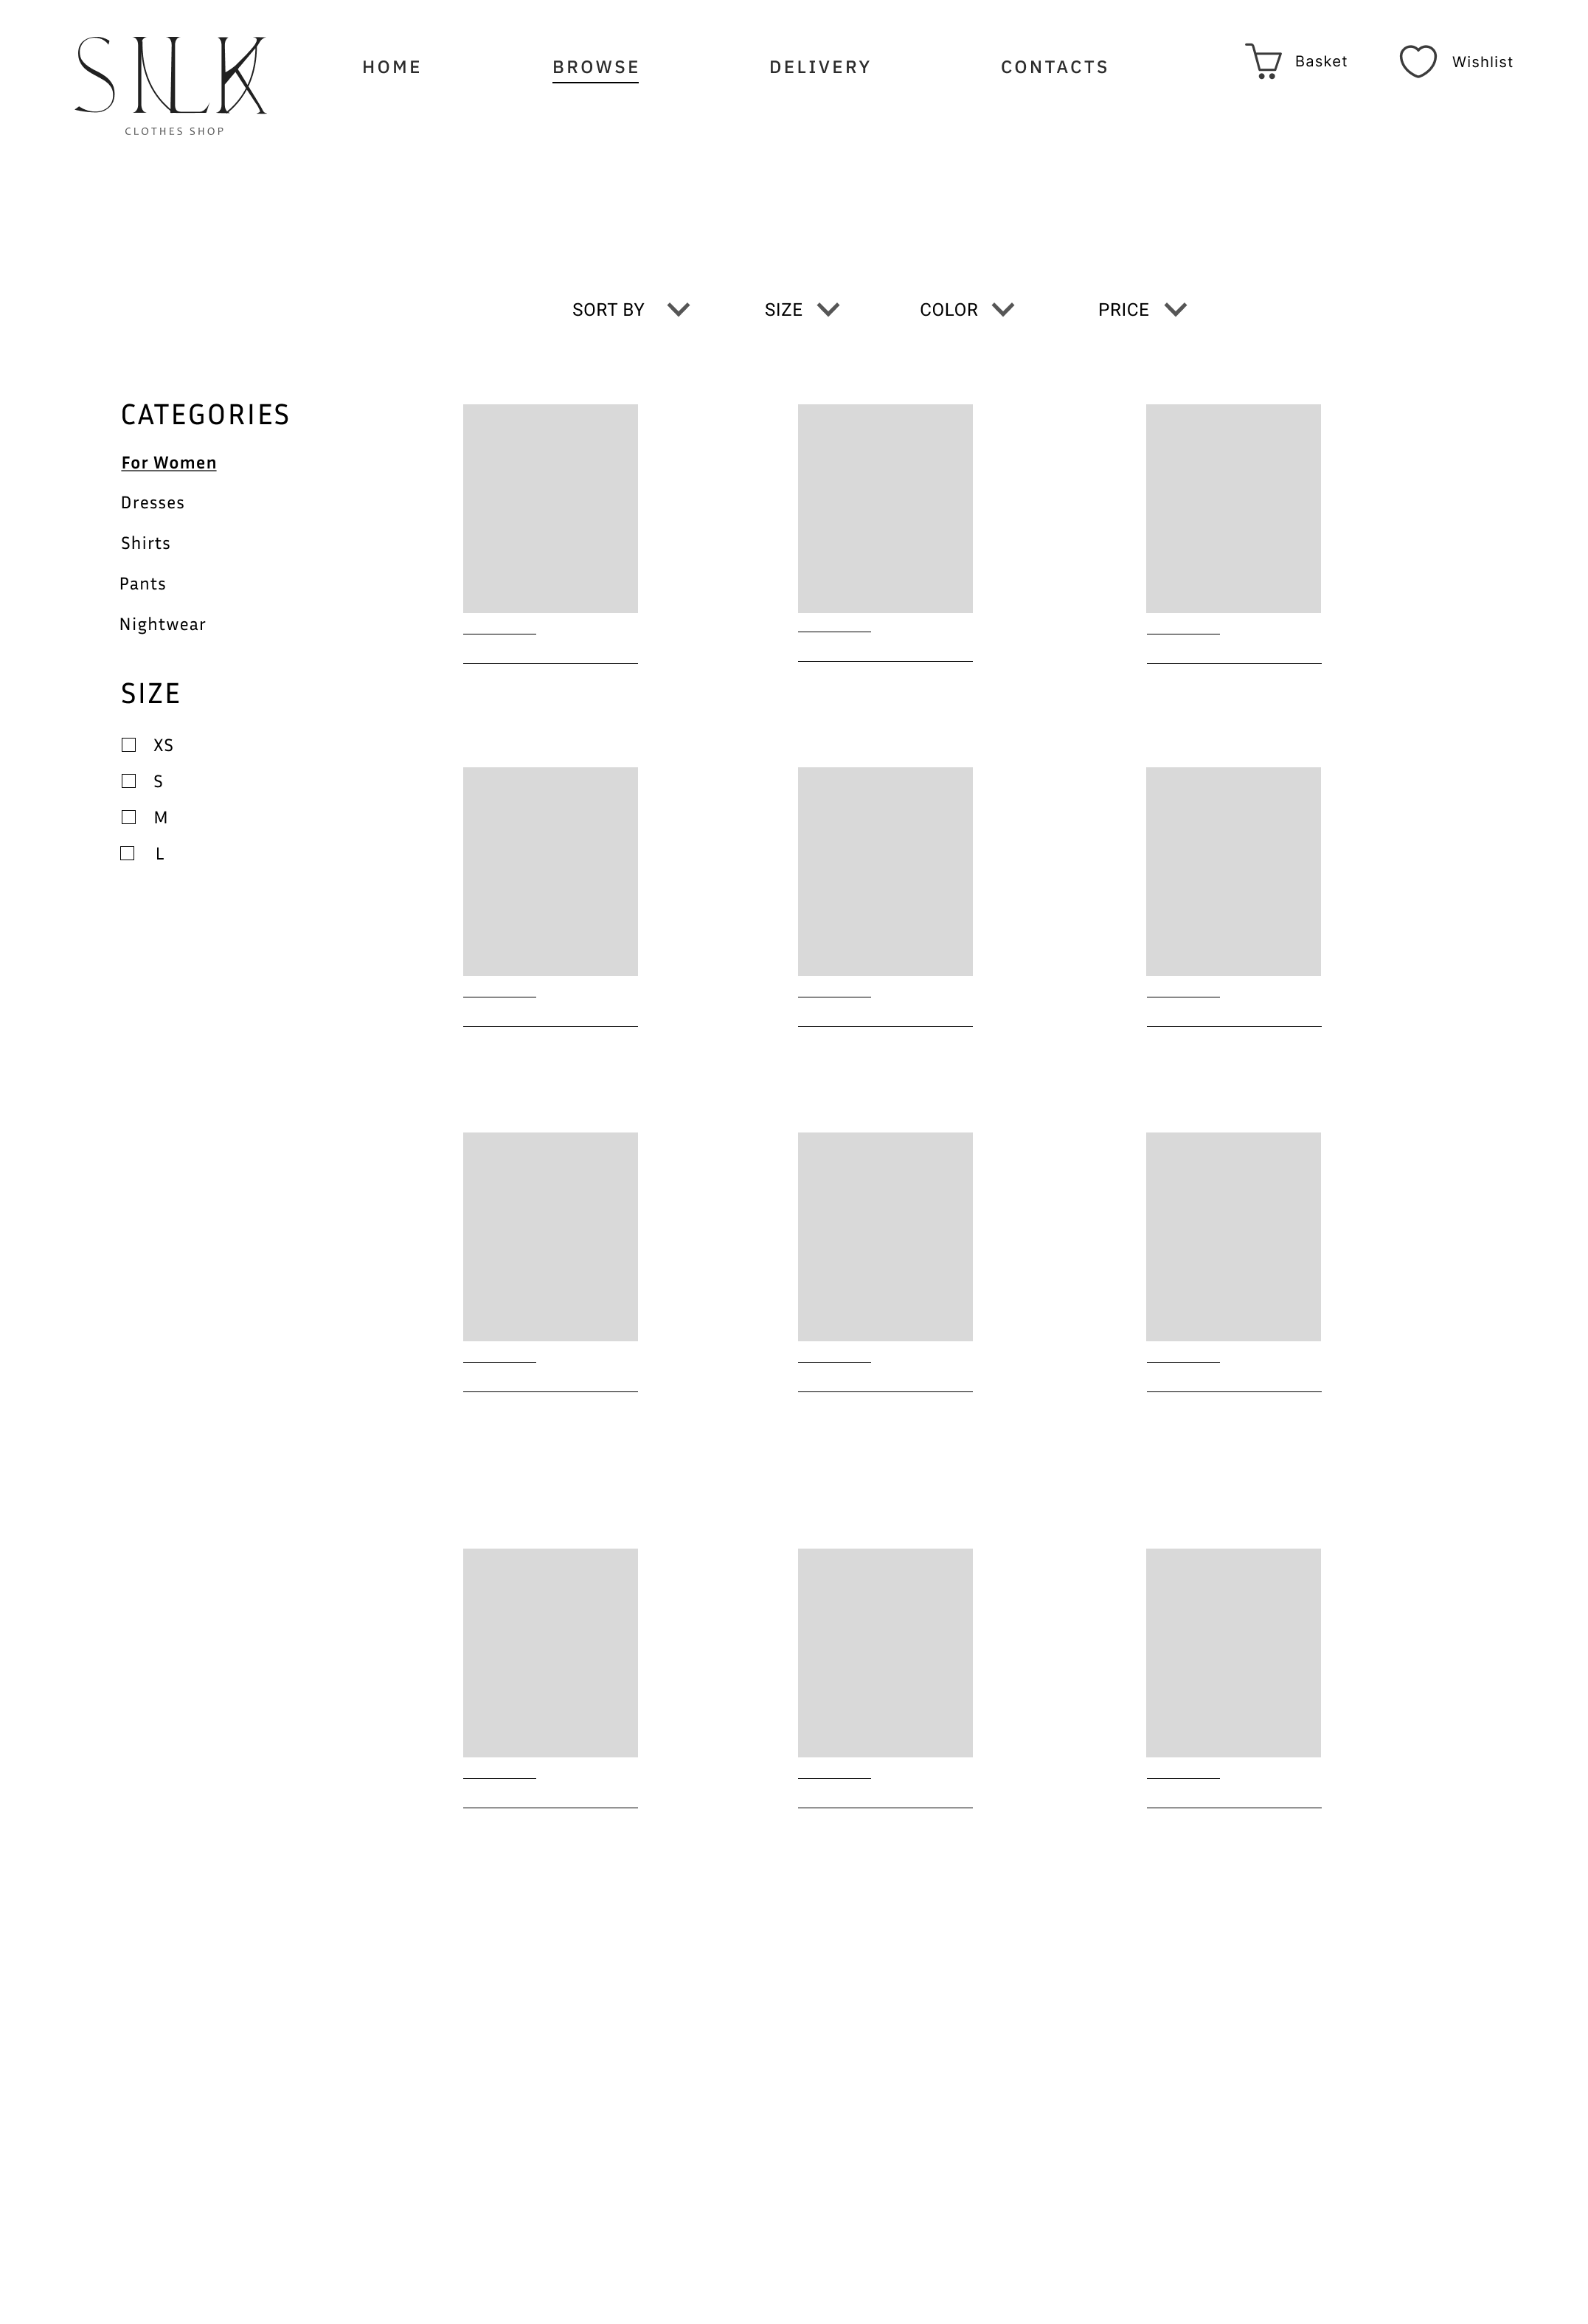 SILK
CLOTHES SHOP
HOME BROWSE DELIVERY CONTACTS Basket Wishlist
SORT BY SIZE COLOR PRICE
CATEGORIES
For Women
Dresses
Shirts
Pants
Nightwear
SIZE
XS
S
M
L